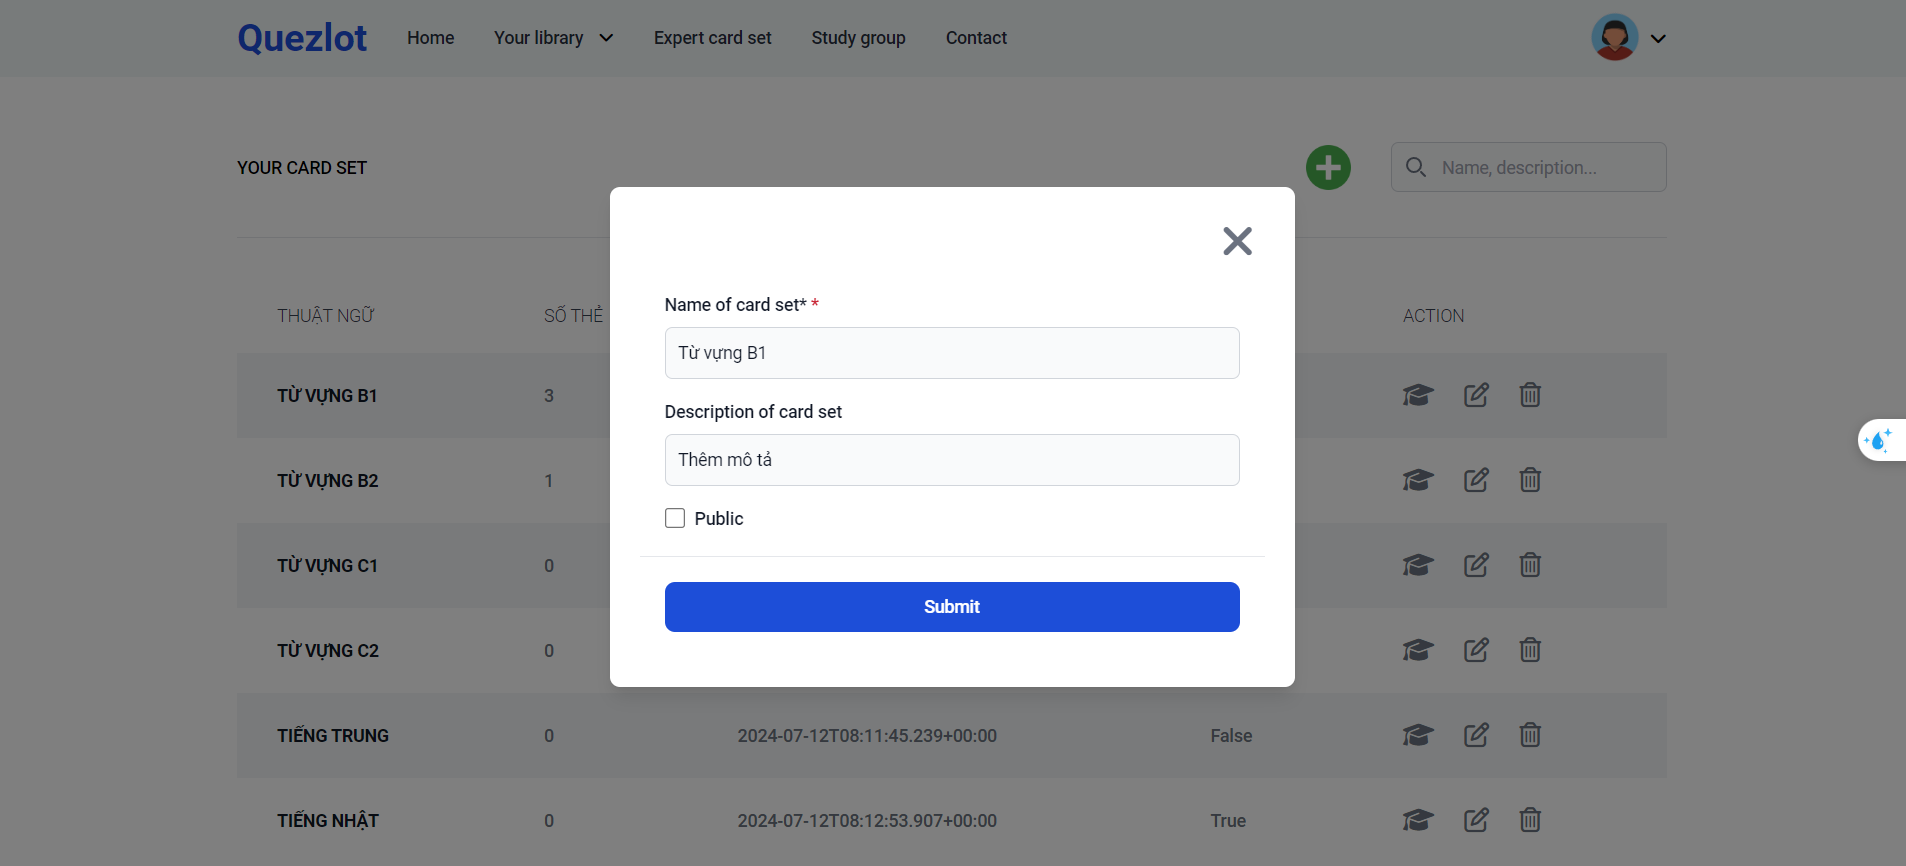 Quezlot Home Your library Expert card set Study group Contact
YOUR CARD SET Name, description...
Name of card set* *
Từ vựng B1
Description of card set
Thêm mô tả
Public
Submit
THUẬT NGỮ SỐ THẺ ACTION
TỪ VỰNG B1 3
TỪ VỰNG B2 1
TỪ VỰNG C1 0
TỪ VỰNG C2 0
TIẾNG TRUNG 0 2024-07-12T08:11:45.239+00:00 False
TIẾNG NHẬT 0 2024-07-12T08:12:53.907+00:00 True